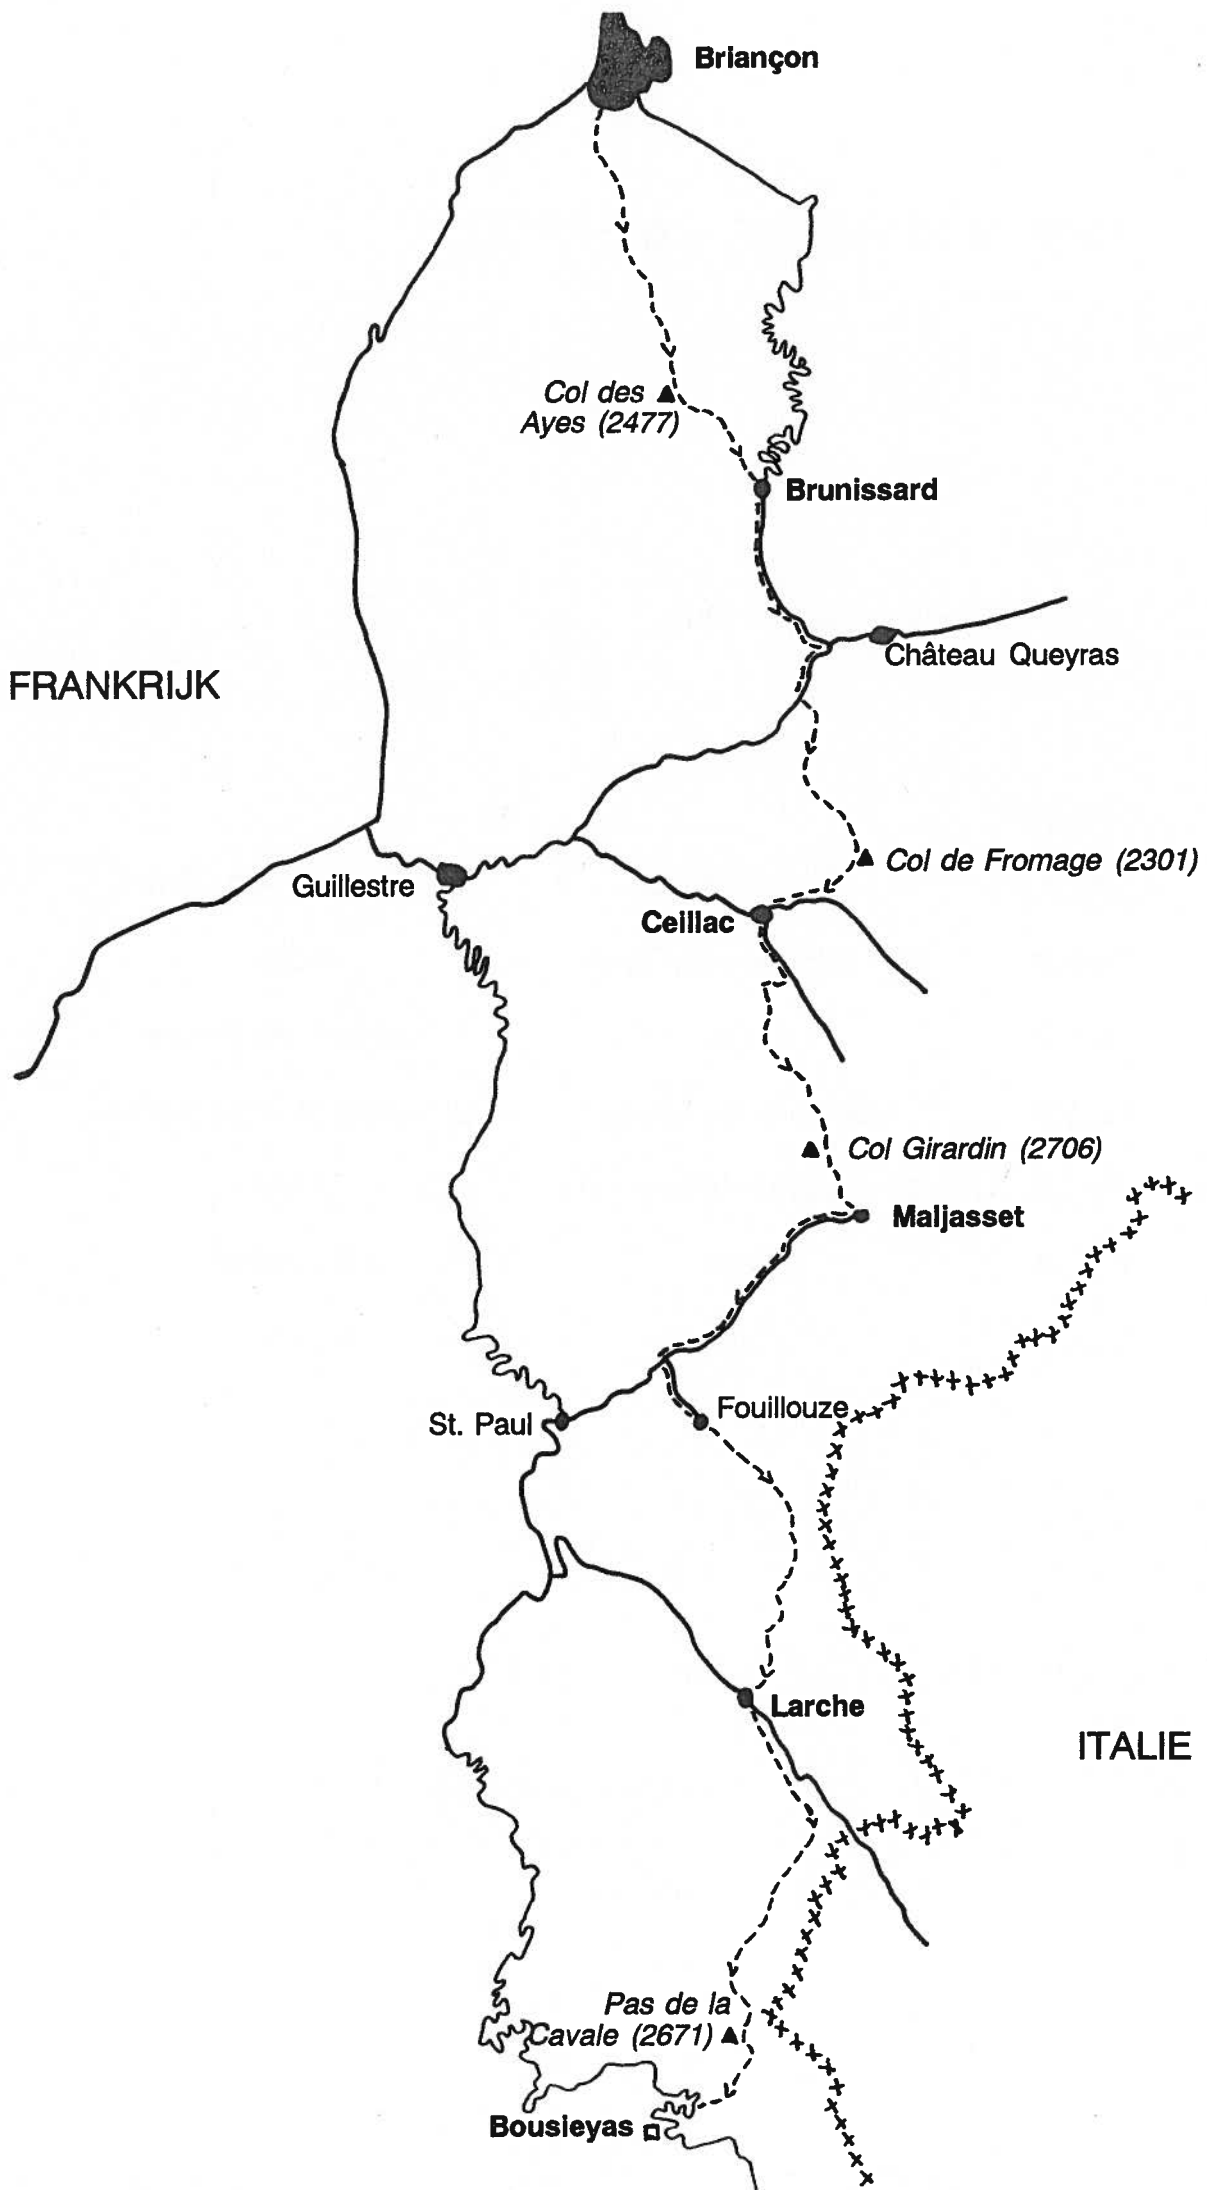 Briançon
Col des
Ayes (2477)
Brunissard
Château Queyras
FRANKRIJK
Col de Fromage (2301)
Guillestre
Ceillac
Col Girardin (2706)
Maljasset
Fouillouze
St. Paul
Larche
ITALIE
Pas de la
Cavale (2671)
Bousieyas